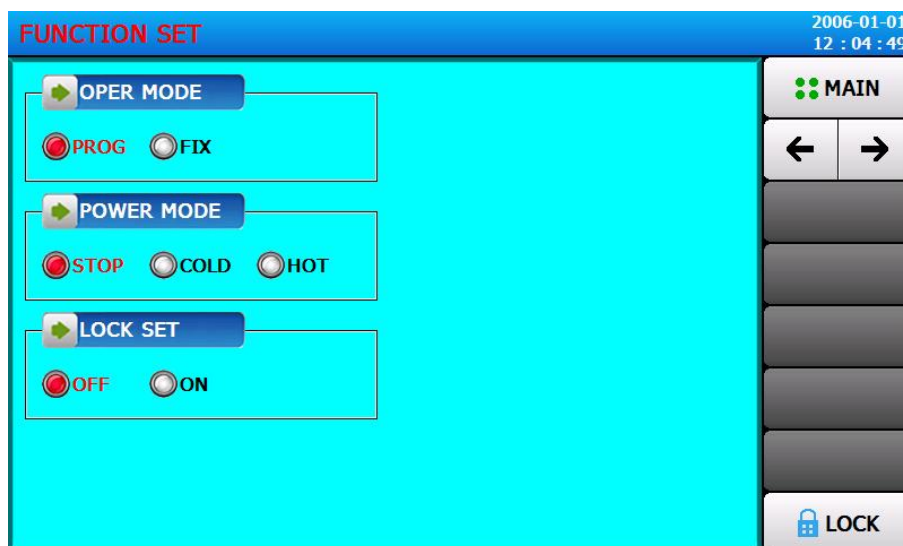 FUNCTION SET
2006-01-01
12 : 04 : 49
OPER MODE
PROG FIX
POWER MODE
STOP COLD HOT
LOCK SET
OFF ON
MAIN
LOCK